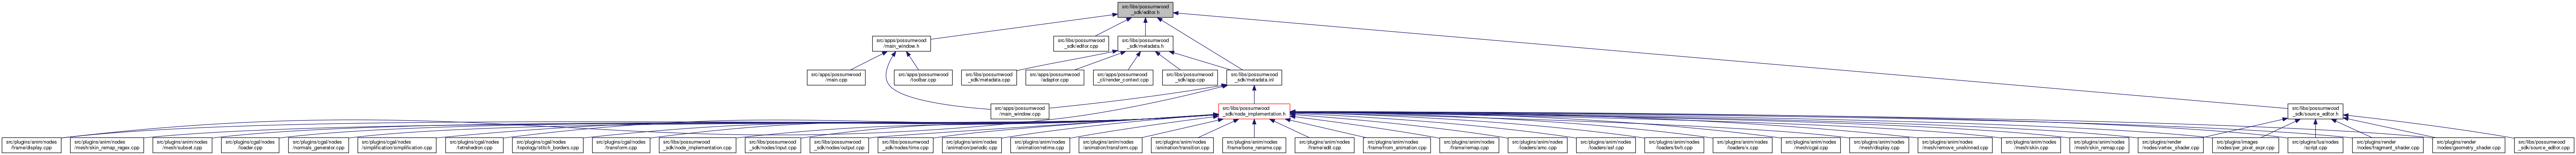 src/libs/possumwood
_sdk/editor.h
src/apps/possumwood
/main_window.h
src/libs/possumwood
_sdk/editor.cpp
src/libs/possumwood
_sdk/metadata.h
src/apps/possumwood
/main.cpp
src/apps/possumwood
/toolbar.cpp
src/libs/possumwood
_sdk/metadata.cpp
src/apps/possumwood
/adaptor.cpp
src/apps/possumwood
_cli/render_context.cpp
src/libs/possumwood
_sdk/app.cpp
src/libs/possumwood
_sdk/metadata.inl
src/apps/possumwood
/main_window.cpp
src/libs/possumwood
_sdk/node_implementation.h
src/libs/possumwood
_sdk/source_editor.h
src/plugins/anim/nodes
/frame/display.cpp
src/plugins/anim/nodes
/mesh/skin_remap_regex.cpp
src/plugins/anim/nodes
/mesh/subset.cpp
src/plugins/cgal/nodes
/loader.cpp
src/plugins/cgal/nodes
/normals_generator.cpp
src/plugins/cgal/nodes
/simplification/simplification.cpp
src/plugins/cgal/nodes
/tetrahedron.cpp
src/plugins/cgal/nodes
/topology/stitch_borders.cpp
src/plugins/cgal/nodes
/transform.cpp
src/libs/possumwood
_sdk/node_implementation.cpp
src/libs/possumwood
_sdk/nodes/input.cpp
src/libs/possumwood
_sdk/nodes/output.cpp
src/libs/possumwood
_sdk/nodes/time.cpp
src/plugins/anim/nodes
/animation/periodic.cpp
src/plugins/anim/nodes
/animation/retime.cpp
src/plugins/anim/nodes
/animation/transform.cpp
src/plugins/anim/nodes
/animation/transition.cpp
src/plugins/anim/nodes
/frame/bone_rename.cpp
src/plugins/anim/nodes
/frame/edit.cpp
src/plugins/anim/nodes
/frame/from_animation.cpp
src/plugins/anim/nodes
/frame/remap.cpp
src/plugins/anim/nodes
/loaders/amc.cpp
src/plugins/anim/nodes
/loaders/asf.cpp
src/plugins/anim/nodes
/loaders/bvh.cpp
src/plugins/anim/nodes
/loaders/x.cpp
src/plugins/anim/nodes
/mesh/cgal.cpp
src/plugins/anim/nodes
/mesh/display.cpp
src/plugins/anim/nodes
/mesh/remove_unskinned.cpp
src/plugins/anim/nodes
/mesh/skin.cpp
src/plugins/anim/nodes
/mesh/skin_remap.cpp
src/plugins/render
/nodes/vertex_shader.cpp
src/plugins/images
/nodes/per_pixel_expr.cpp
src/plugins/lua/nodes
/script.cpp
src/plugins/render
/nodes/fragment_shader.cpp
src/plugins/render
/nodes/geometry_shader.cpp
src/libs/possumwood
_sdk/source_editor.cpp